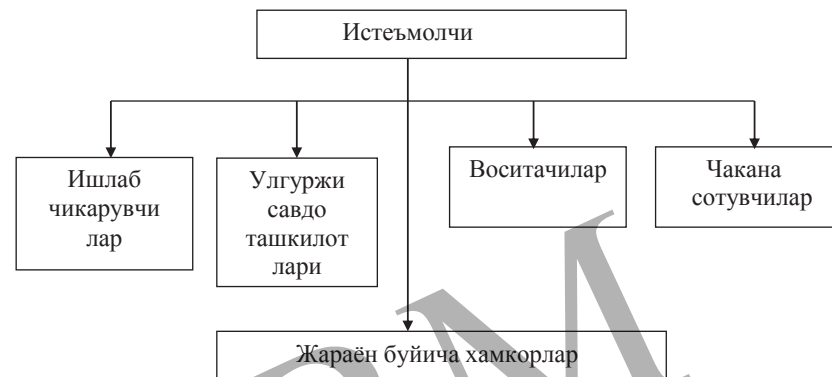 Истеъмолчи
Ишлаб
чикарувчи
лар
Улгуржи
савдо
ташкилот
лари
Воситачилар
Чакана
сотувчилар
Жараён буйича хамкорлар